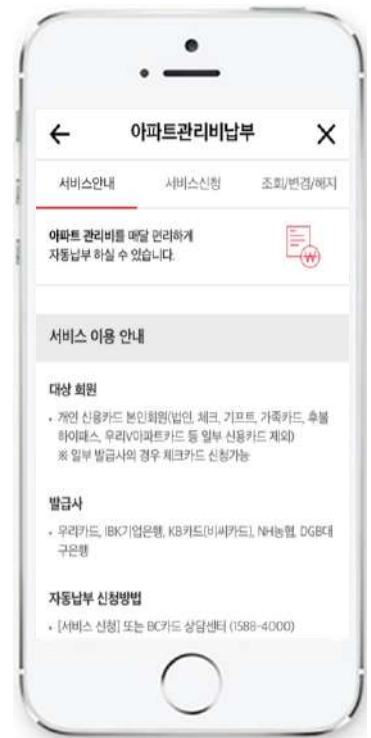 아파트관리비납부
서비스안내 서비스신청 조회/변경/해지
아파트 관리비를 매달 편리하게
자동납부 하실 수 있습니다.
서비스 이용 안내
대상 회원
• 개인 신용카드 본인회원(법인, 체크, 기프트, 가족카드, 후불
하이패스, 우리V아파트카드 등 일부 신용카드 제외)
※ 일부 발급사의 경우 체크카드 신청가능
발급사
• 우리카드, IBK기업은행, KB카드(비씨카드), NH농협, DGB대
구은행
자동납부 신청방법
• [서비스 신청] 또는 BC카드 상담센터 (1588-4000)